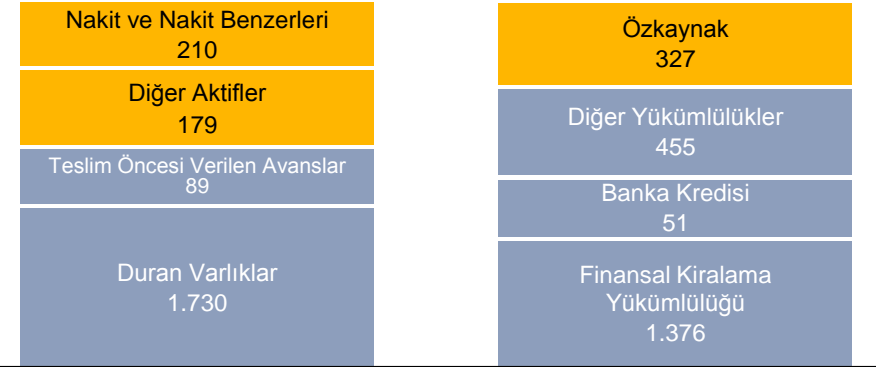 Nakit ve Nakit Benzerleri
210
Diğer Aktifler
179
Teslim Öncesi Verilen Avanslar
89
Duran Varlıklar
1.730
Özkaynak
327
Diğer Yükümlülükler
455
Banka Kredisi
51
Finansal Kiralama
Yükümlülüğü
1.376